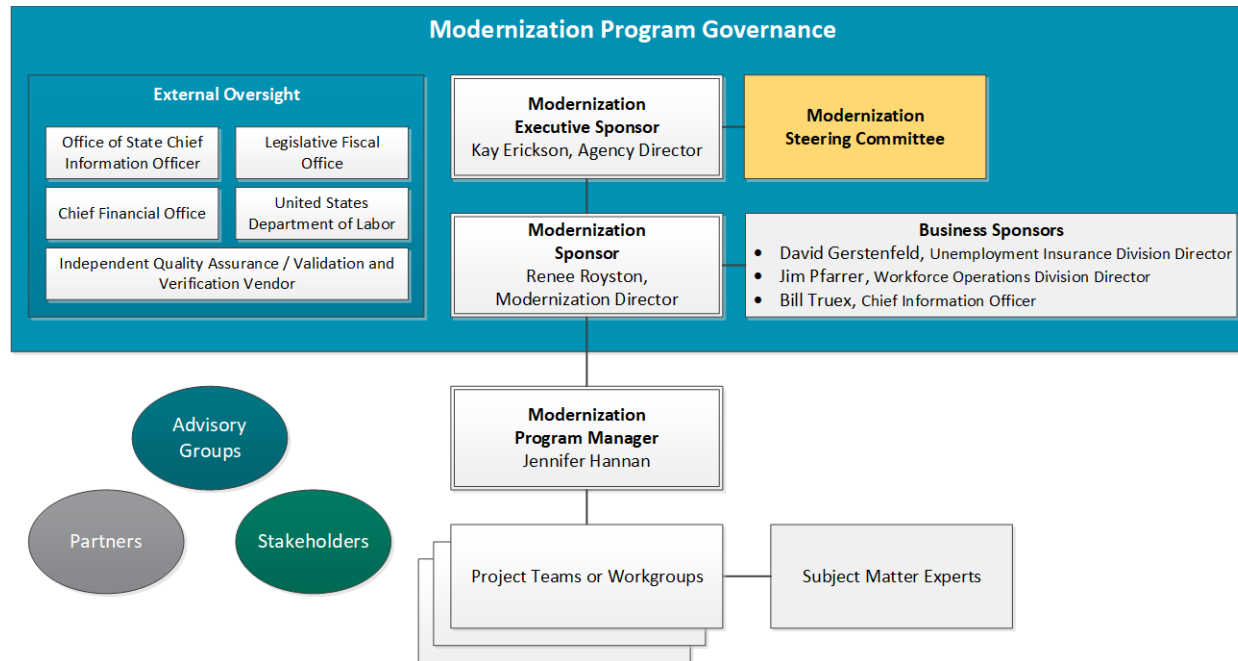 Modernization Program Governance
External Oversight
Office of State Chief
Information Officer
Legislative Fiscal
Office
Chief Financial Office
United States
Department of Labor
Independent Quality Assurance / Validation and
Verification Vendor
Modernization
Executive Sponsor
Kay Erickson, Agency Director
Modernization
Steering Committee
Modernization
Sponsor
Renee Royston,
Modernization Director
Business Sponsors
• David Gerstenfeld, Unemployment Insurance Division Director
• Jim Pfarrer, Workforce Operations Division Director
• Bill Truex, Chief Information Officer
Modernization
Program Manager
Jennifer Hannan
Advisory
Groups
Partners
Stakeholders
Project Teams or Workgroups
Subject Matter Experts